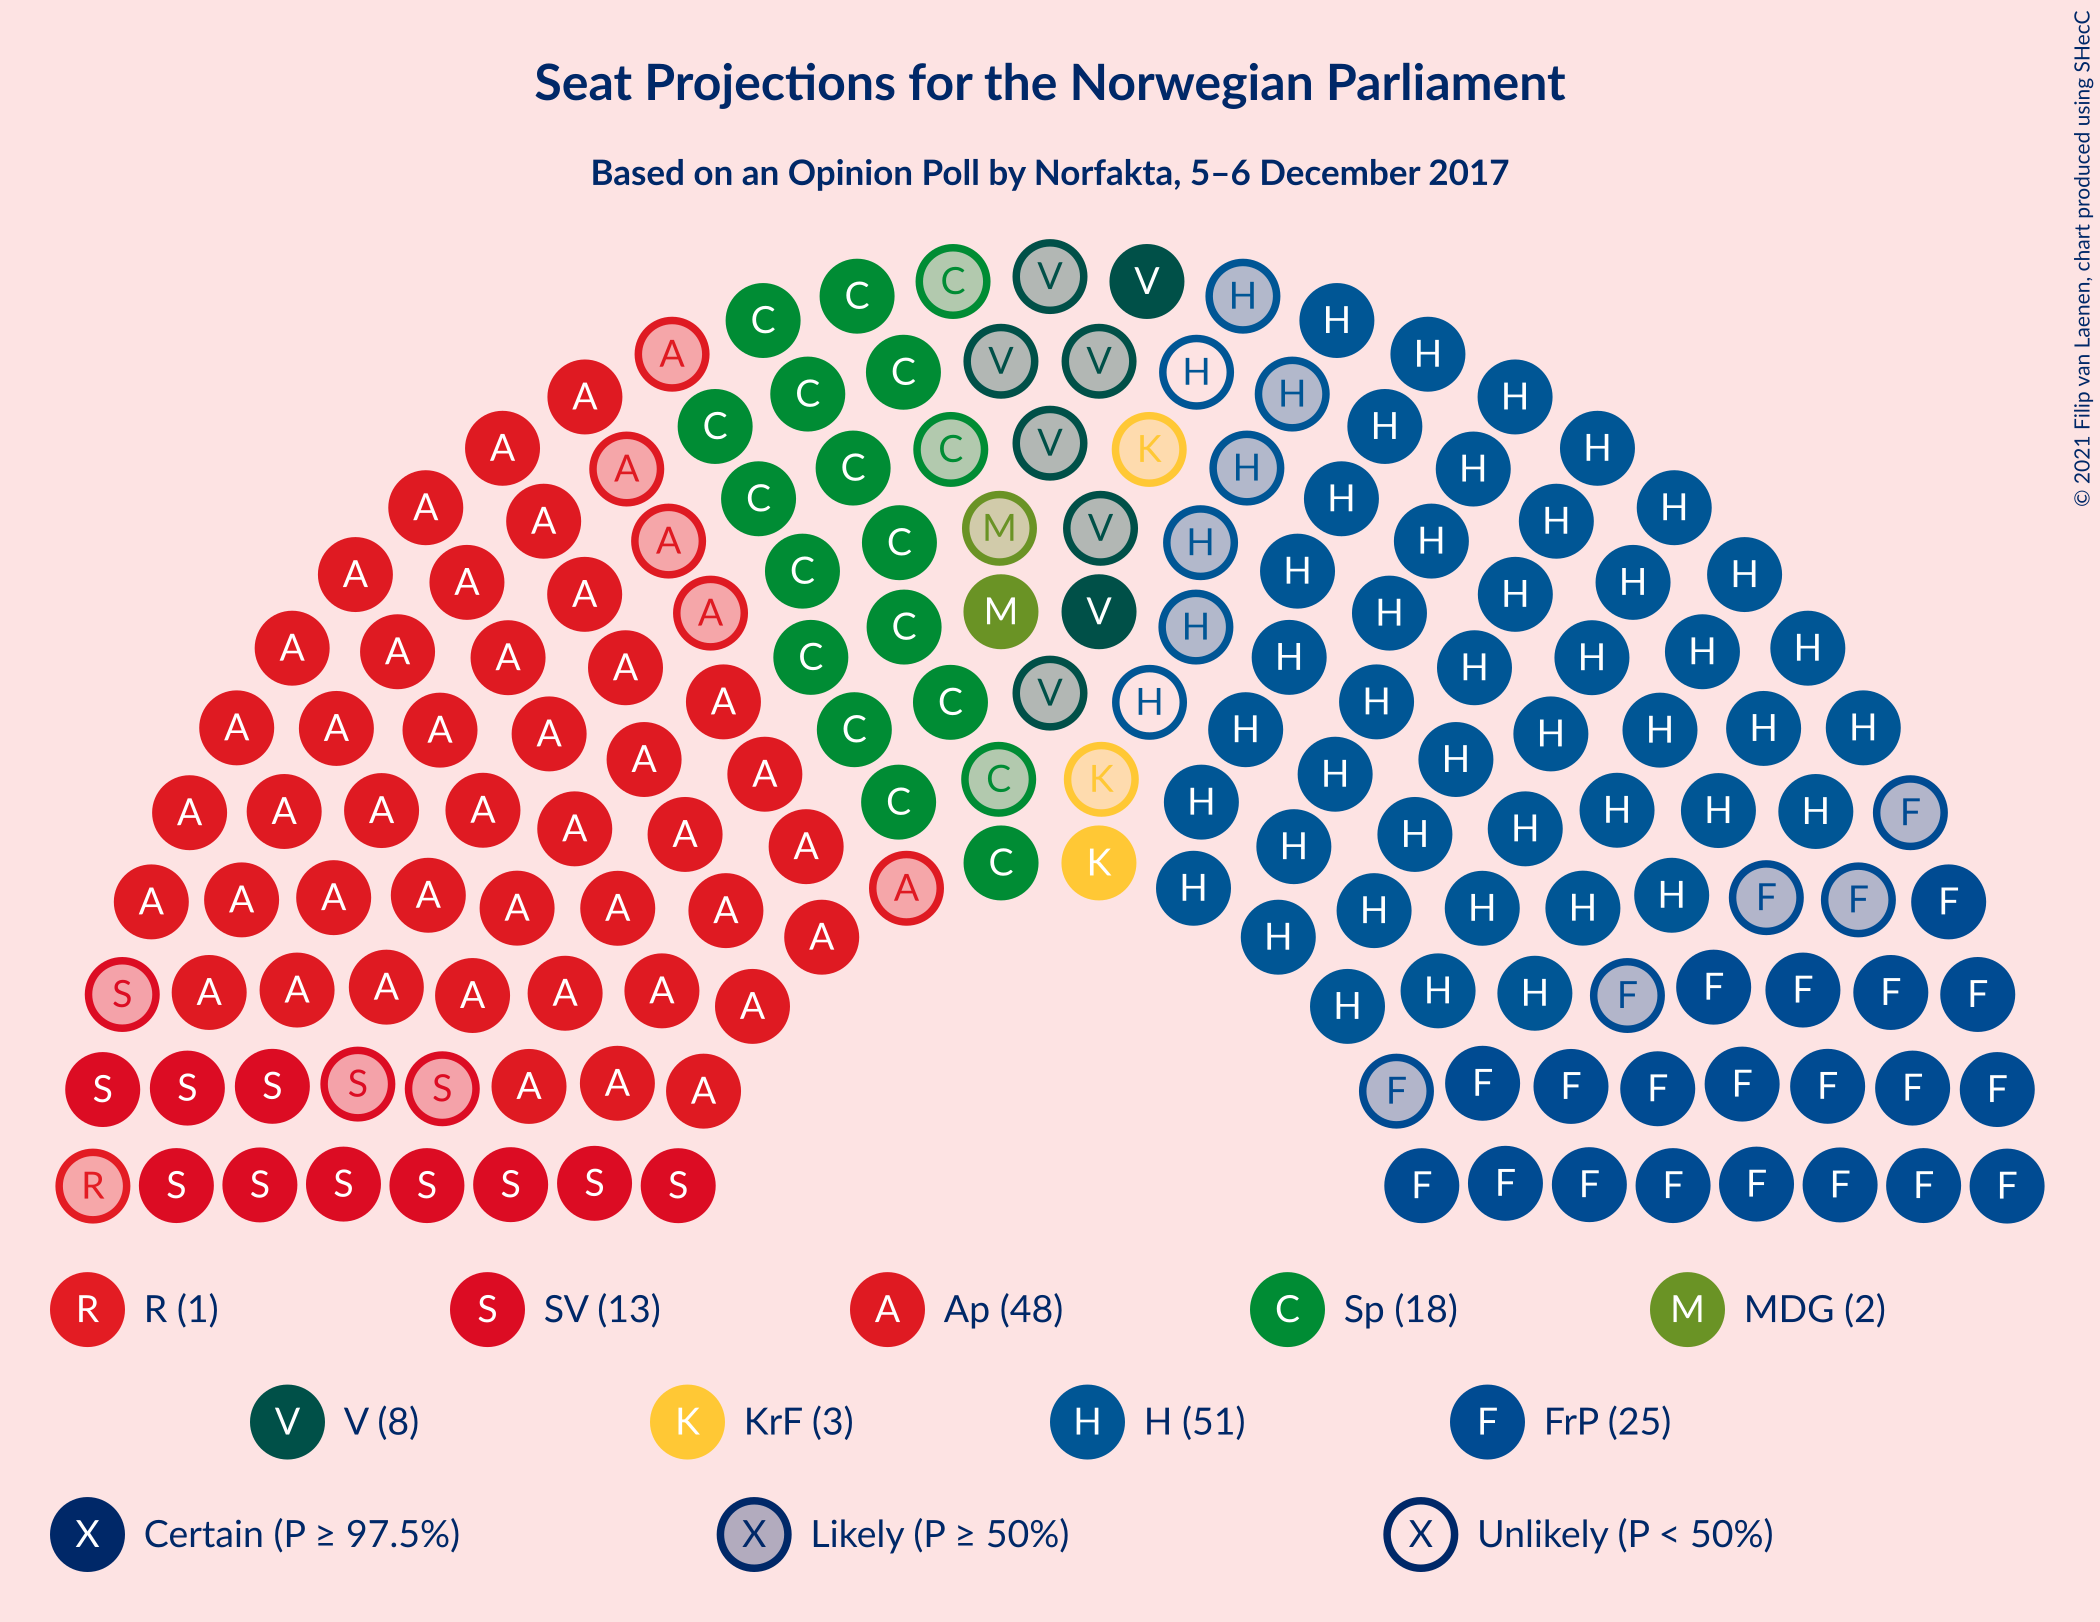 Seat Projections for the Norwegian Parliament
Based on an Opinion Poll by Norfakta, 5–6 December 2017
© 2021 Filip van Laenen, chart produced using SHecC
V
C V
C H
C H
A H
V V
C H
A C H H
A C H H
V
C K
A H
A C H H
A A C H H
A M V
C H
A H
A A C H H
A A H H
M V
C H
A A C H H
A A H H
A A H H
V
C H
A A H H
A A C H H
A A H H
A A H H
C K
A A C H H
A A H H
A A H F
A A H H
C K
A A H H
A A A F F
A A H H F
A A H H
A H
S A A A A A A A H H H F F F F F
S S S S S A A A F F F F F F F F
R S S S S S S S F F F F F F F F
R R (1) S SV (13) A Ap (48) C Sp (18) M MDG (2)
V V (8) K KrF (3) H H (51) F FrP (25)
X Certain (P ≥ 97.5%) X Likely (P ≥ 50%) X Unlikely (P < 50%)